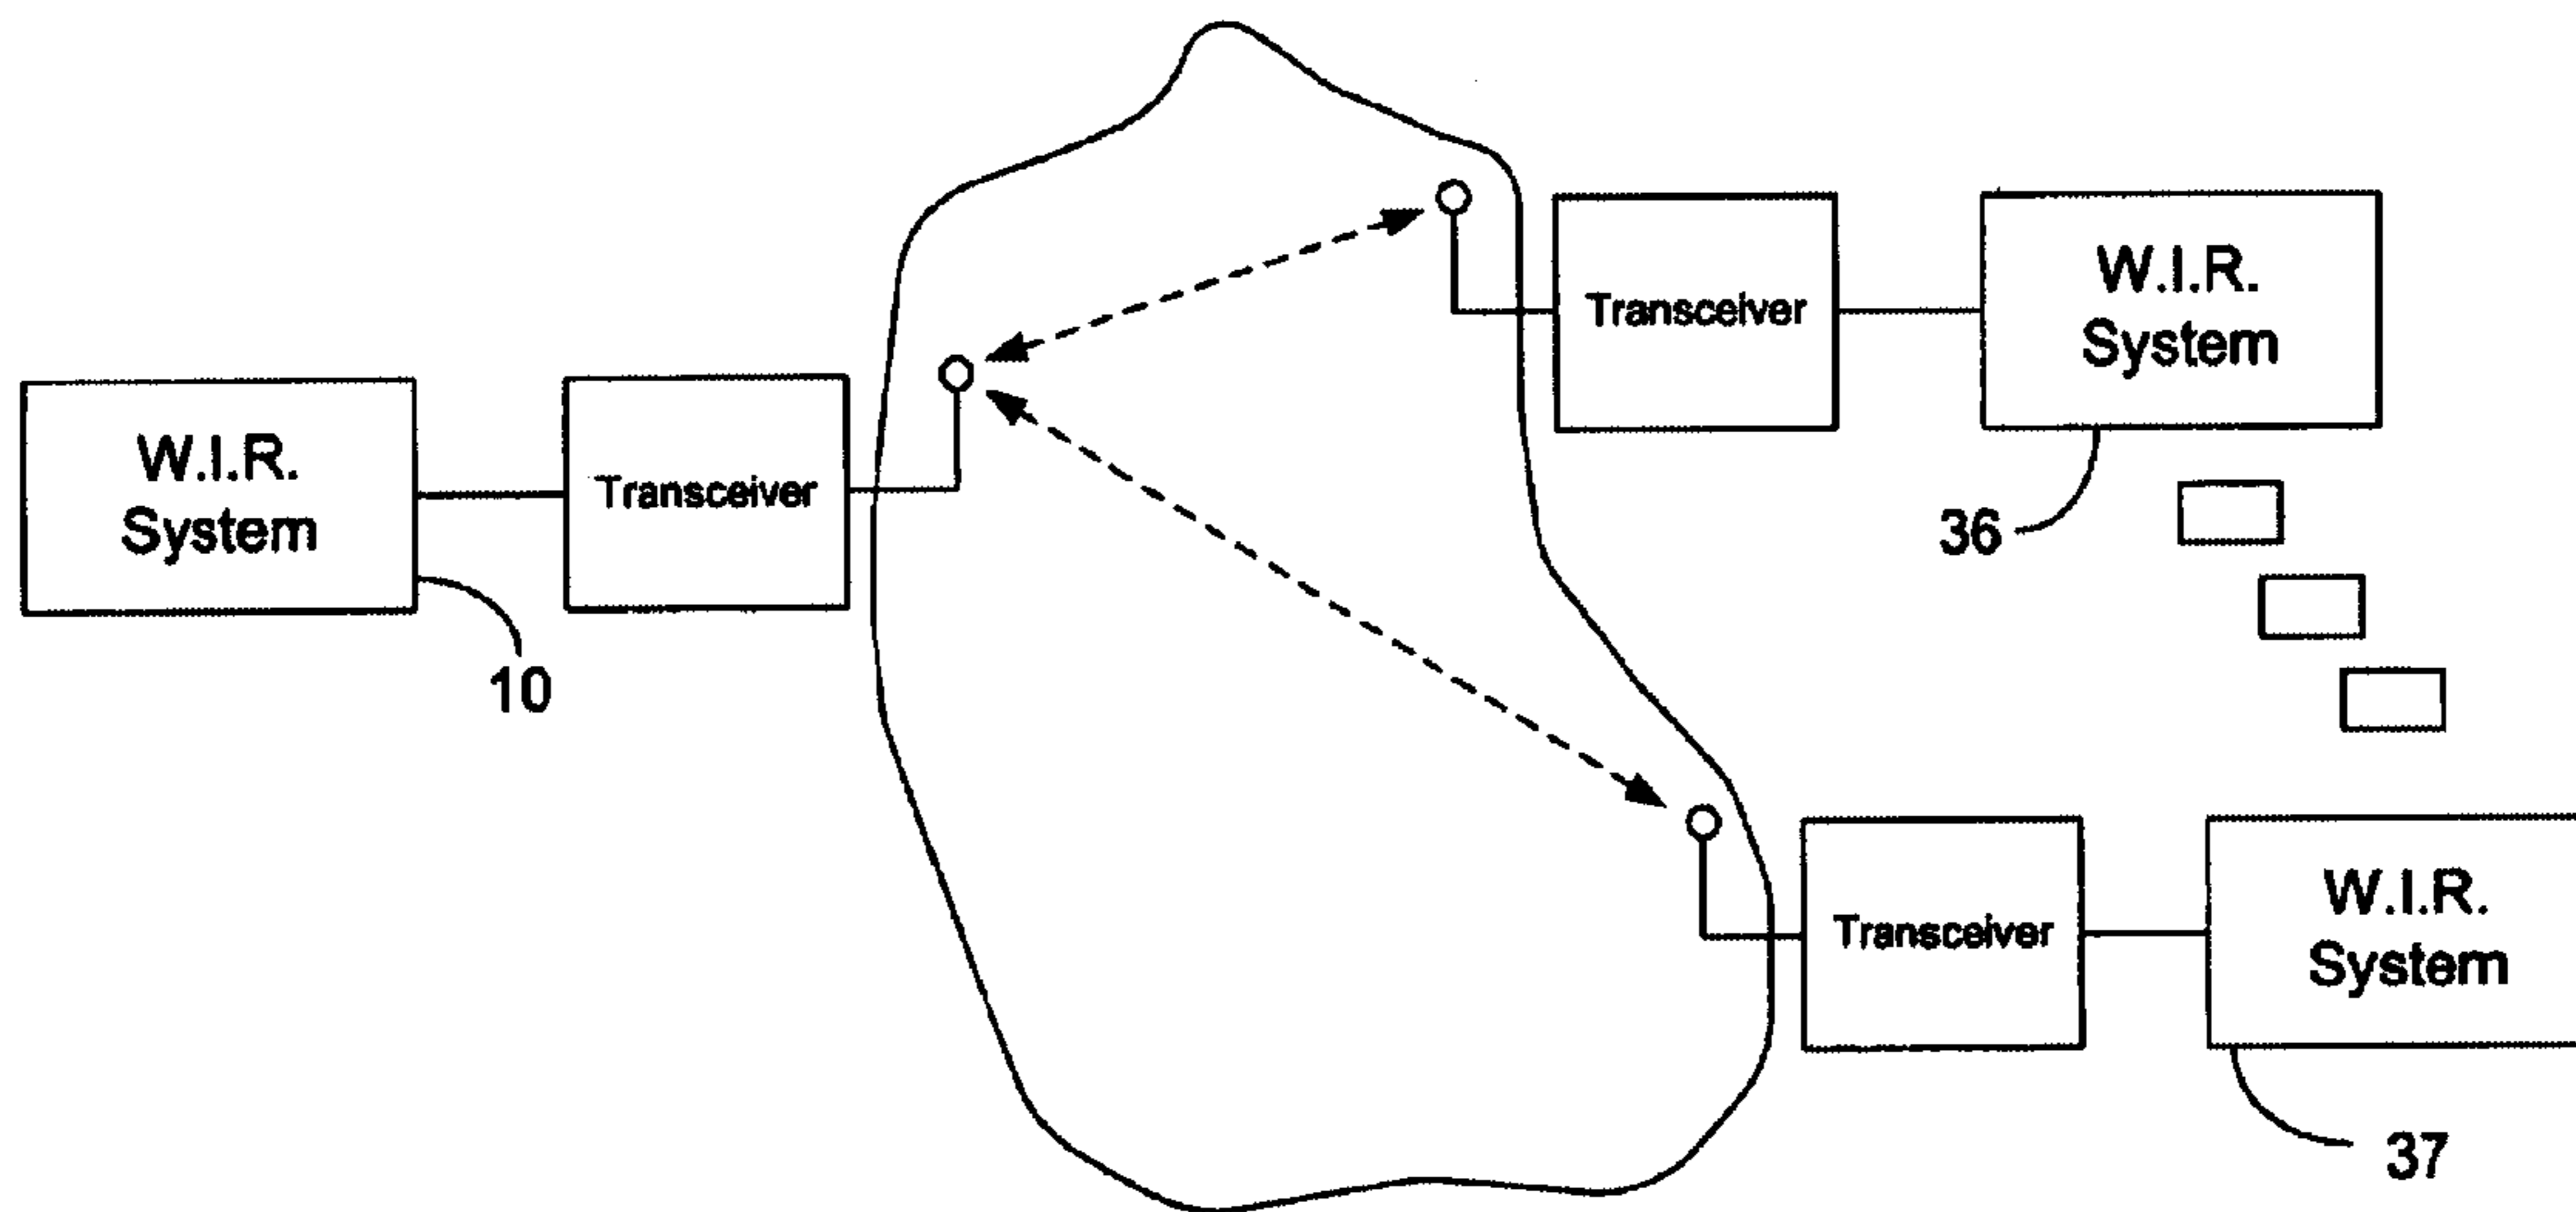 W.I.R.
System
10
Transceiver
Transceiver
W.I.R.
System
36
Transceiver
W.I.R.
System
37